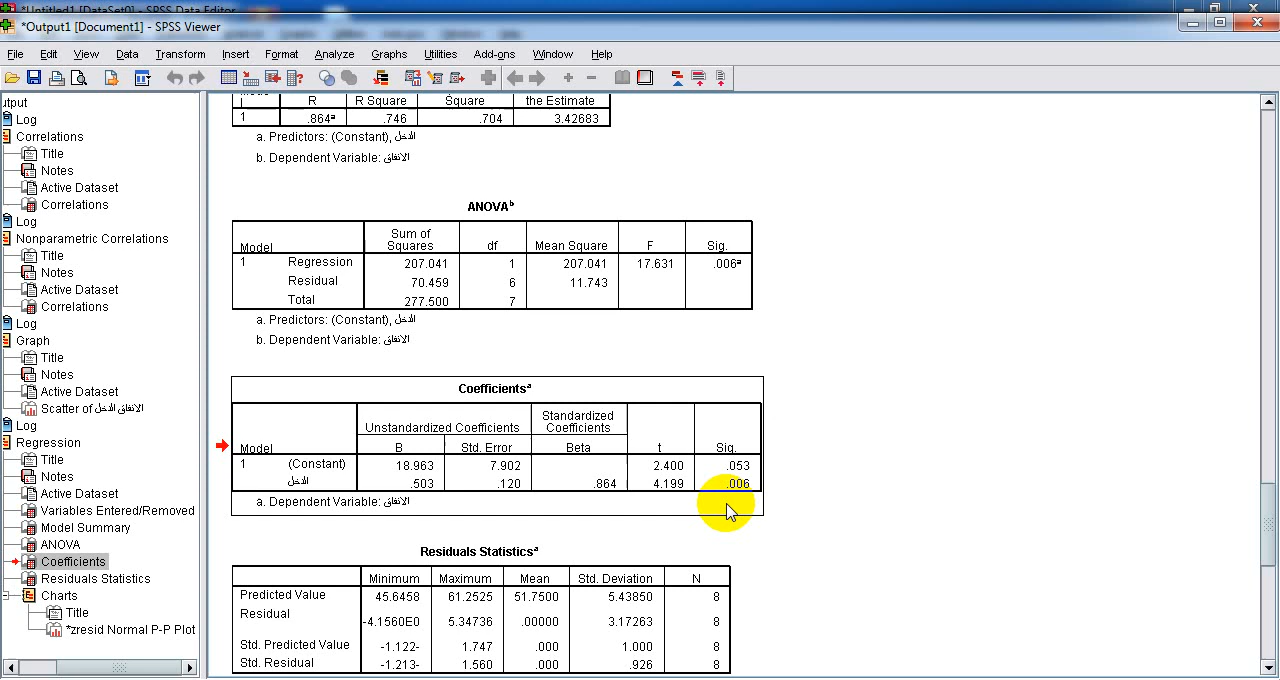 *Untitled1 [DataSet0] - SPSS Data Editor
*Output1 [Document1] - SPSS Viewer
File Edit View Data Transform Insert Format Analyze Graphs Utilities Add-ons Window Help
utput
Log
Correlations
Title
Notes
Active Dataset
Correlations
Log
Nonparametric Correlations
Title
Notes
Active Dataset
Correlations
Log
Graph
Title
Notes
Active Dataset
Scatter of الانفاق الدخل
Log
Regression
Title
Notes
Active Dataset
Variables Entered/Removed
Model Summary
ANOVA
Coefficients
Residuals Statistics
Charts
Title
*zresid Normal P-P Plot
R R Square Square the Estimate
1 .864a .746 .704 3.42683
a. Predictors: (Constant), الدخل
b. Dependent Variable: الانفاق
ANOVAb
Model Sum of Squares df Mean Square F Sig.
1 Regression 207.041 1 207.041 17.631 .006a
Residual 70.459 6 11.743
Total 277.500 7
a. Predictors: (Constant), الدخل
b. Dependent Variable: الانفاق
Coefficientsa
Unstandardized Coefficients Standardized Coefficients
Model B Std. Error Beta t Sig.
1 (Constant) 18.963 7.902 2.400 .053
الدخل .503 .120 .864 4.199 .006
a. Dependent Variable: الانفاق
Residuals Statisticsa
Minimum Maximum Mean Std. Deviation N
Predicted Value 45.6458 61.2525 51.7500 5.43850 8
Residual -4.1560E0 5.34736 .00000 3.17263 8
Std. Predicted Value -1.122- 1.747 .000 1.000 8
Std. Residual -1.213- 1.560 .000 .926 8